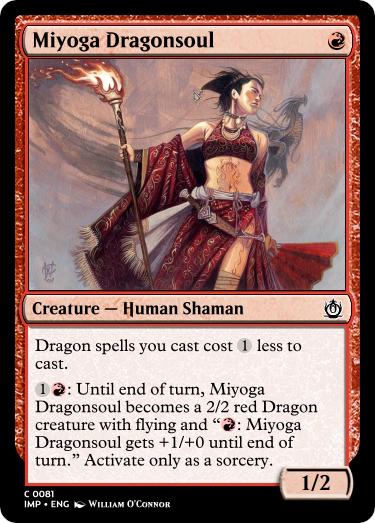 Miyoga Dragonsoul
Creature — Human Shaman
Dragon spells you cast cost 1 less to
cast.
1: Until end of turn, Miyoga
Dragonsoul becomes a 2/2 red Dragon
creature with flying and “: Miyoga
Dragonsoul gets +1/+0 until end of
turn.” Activate only as a sorcery.
1/2
C 0081
IMP • ENG William O'Connor